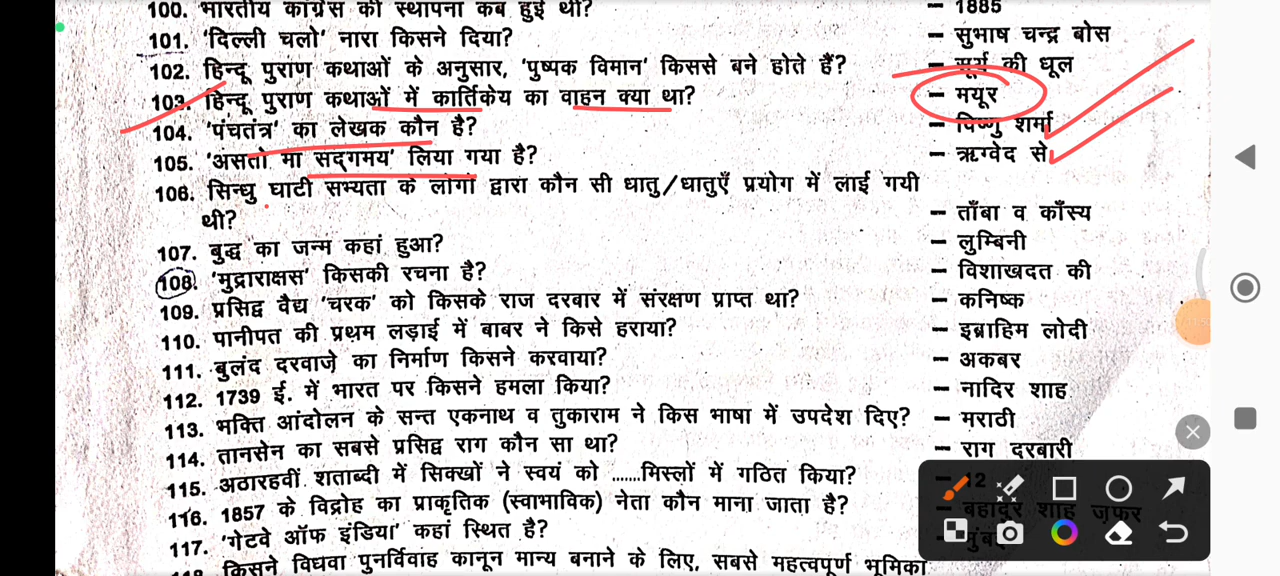 100. भारतीय कांग्रेस की स्थापना कब हुई थी? – 1885
101. 'दिल्ली चलो' नारा किसने दिया? – सुभाष चन्द्र बोस
102. हिन्दू पुराण कथाओं के अनुसार, 'पुष्पक विमान' किससे बने होते हैं? – सूर्य की धूल
103. हिन्दू पुराण कथाओं में कार्तिकेय का वाहन क्या था? – मयूर
104. 'पंचतंत्र' का लेखक कौन है? – विष्णु शर्मा
105. 'असतो मा सद्गमय' लिया गया है? – ऋग्वेद से
106. सिन्धु घाटी सभ्यता के लोगों द्वारा कौन सी धातु/धातुएँ प्रयोग में लाई गयी
थी? – ताँबा व काँस्य
107. बुद्ध का जन्म कहां हुआ? – लुम्बिनी
108. 'मुद्राराक्षस' किसकी रचना है? – विशाखदत की
109. प्रसिद्व वैद्य 'चरक' को किसके राज दरबार में संरक्षण प्राप्त था? – कनिष्क
110. पानीपत की प्रथम लड़ाई में बाबर ने किसे हराया? – इब्राहिम लोदी
111. बुलंद दरवाजे़ का निर्माण किसने करवाया? – अकबर
112. 1739 ई. में भारत पर किसने हमला किया? – नादिर शाह
113. भक्ति आंदोलन के सन्त एकनाथ व तुकाराम ने किस भाषा में उपदेश दिए? – मराठी
114. तानसेन का सबसे प्रसिद्व राग कौन सा था? – राग दरबारी
115. अठारहवीं शताब्दी में सिक्खों ने स्वयं को .......मिस्लों में गठित किया? 12
116. 1857 के विद्रोह का प्राकृतिक (स्वाभाविक) नेता कौन माना जाता है? बहादुर शाह ज़फर
117. 'गेटवे ऑफ इंडिया' कहां स्थित है? मुंबई
118. किसने विधवा पुनर्विवाह कानून मान्य बनाने के लिए, सबसे महत्वपूर्ण भूमिका